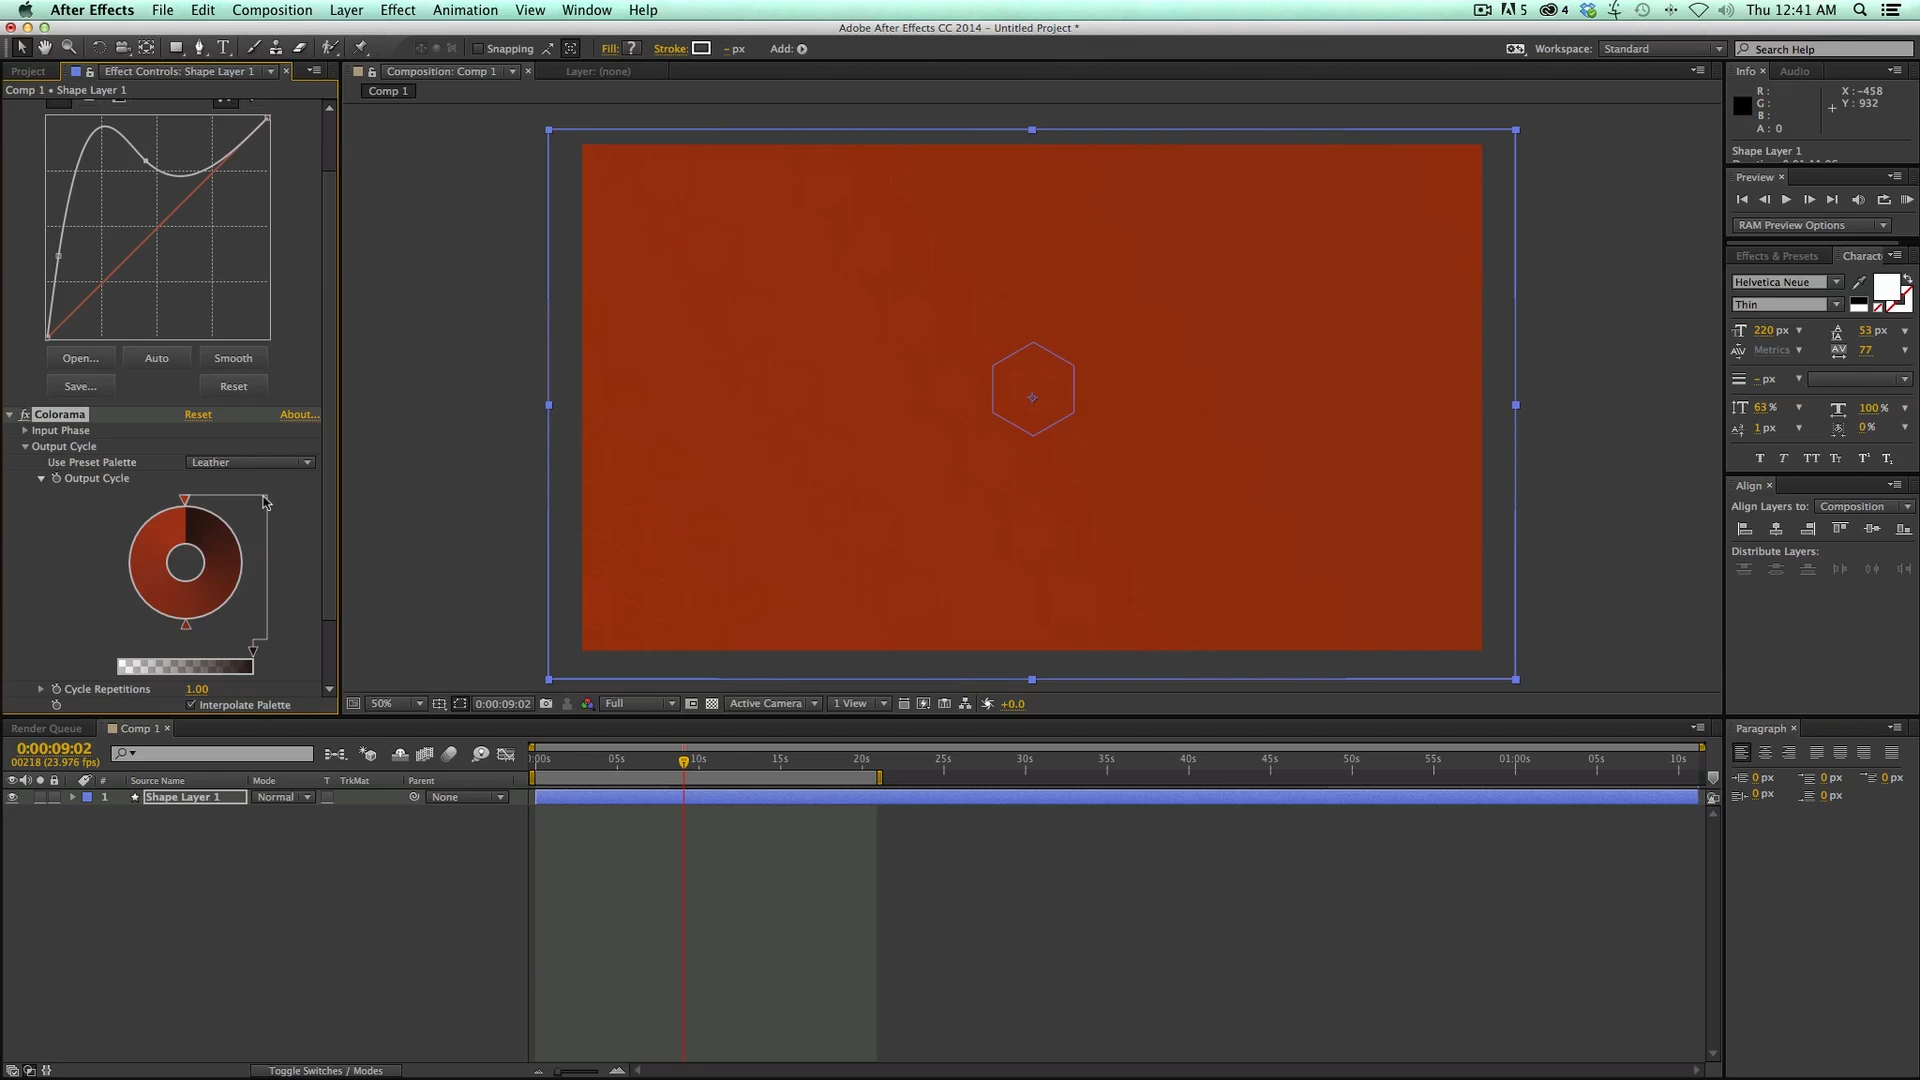 After Effects File Edit Composition Layer Effect Animation View Window Help 5 4 Thu 12:41 AM
Adobe After Effects CC 2014 - Untitled Project *
Snapping Fill: ? Stroke: - px Add: Workspace: Standard Search Help
Project Effect Controls: Shape Layer 1 × Composition: Comp 1 × Layer: (none) Info × Audio
Comp 1 • Shape Layer 1 Comp 1
R :
G :
B :
A : 0
X : -458
Y : 932
Shape Layer 1
Preview ×
RAM Preview Options
Effects & Presets Charact
Helvetica Neue
Thin
220 px 53 px
Metrics 77
- px
63 % 100 %
1 px 0 %
T T TT Tt T¹ T₁
Align ×
Align Layers to: Composition
Distribute Layers:
Open... Auto Smooth
Save... Reset
fx Colorama Reset About...
Input Phase
Output Cycle
Use Preset Palette Leather
Output Cycle
Cycle Repetitions 1.00
Interpolate Palette
50% 0:00:09:02 Full Active Camera 1 View +0.0
Render Queue Comp 1 × Paragraph ×
0:00:09:02
00218 (23.976 fps)
:00s 05s 10s 20s 25s 30s 35s 40s 45s 50s 55s 01:00s 05s 10s
# Source Name Mode T TrkMat Parent
1 Shape Layer 1 Normal None
0 px 0 px 0 px
0 px 0 px
Toggle Switches / Modes